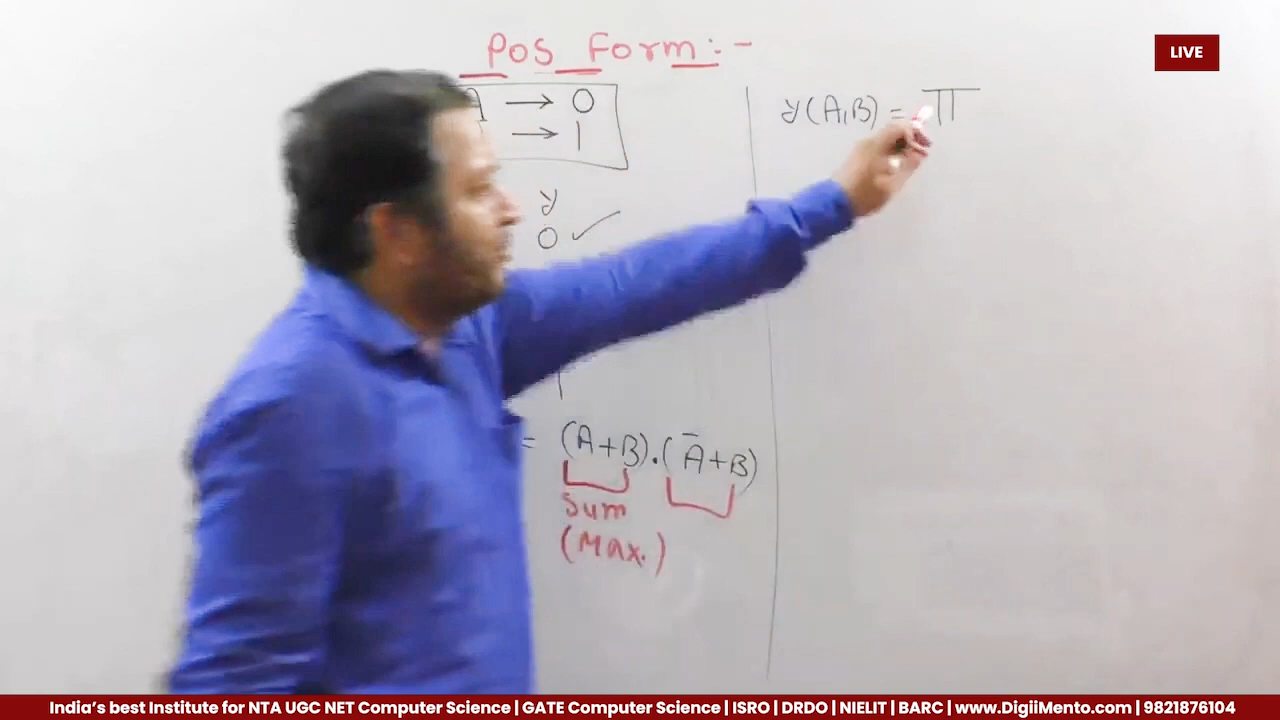 POS Form:-
LIVE
A → 0
→ 1
y(A,B) = π
y
0 ✓
= (A+B).(Ā+B)
Sum
(Max.)
India's best Institute for NTA UGC NET Computer Science | GATE Computer Science | ISRO | DRDO | NIELIT | BARC | www.DigiiMento.com | 9821876104